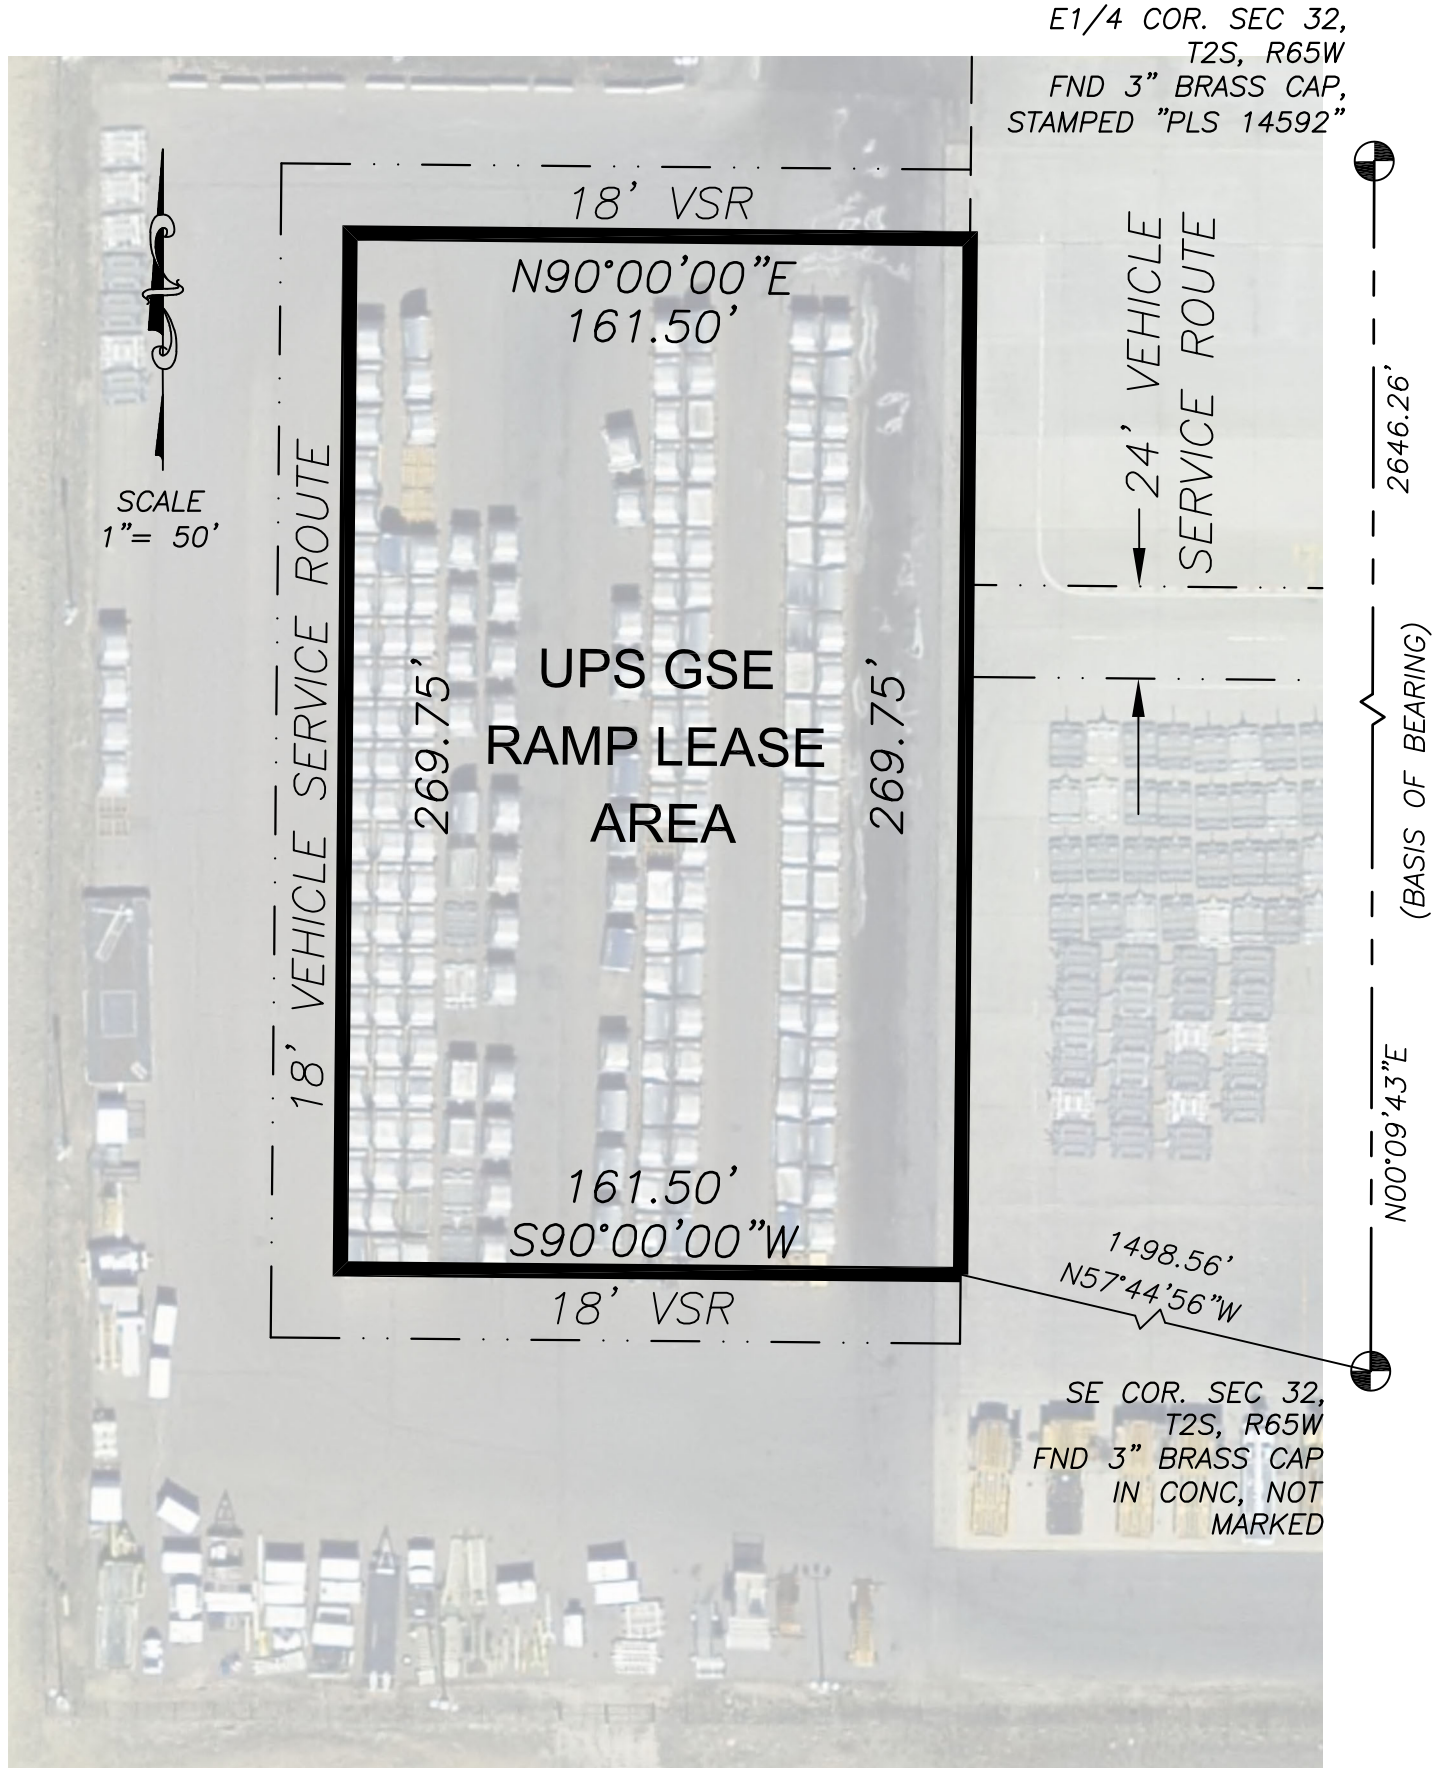 E1/4 COR. SEC 32,
T2S, R65W
FND 3" BRASS CAP,
STAMPED "PLS 14592"
18' VSR
N90°00'00"E
161.50'
24' VEHICLE
SERVICE ROUTE
2646.26'
SCALE
1"= 50'
18' VEHICLE SERVICE ROUTE
269.75'
UPS GSE
RAMP LEASE
AREA
269.75'
(BASIS OF BEARING)
N00°09'43"E
161.50'
S90°00'00"W
18' VSR
1498.56'
N57°44'56"W
SE COR. SEC 32,
T2S, R65W
FND 3" BRASS CAP
IN CONC, NOT
MARKED